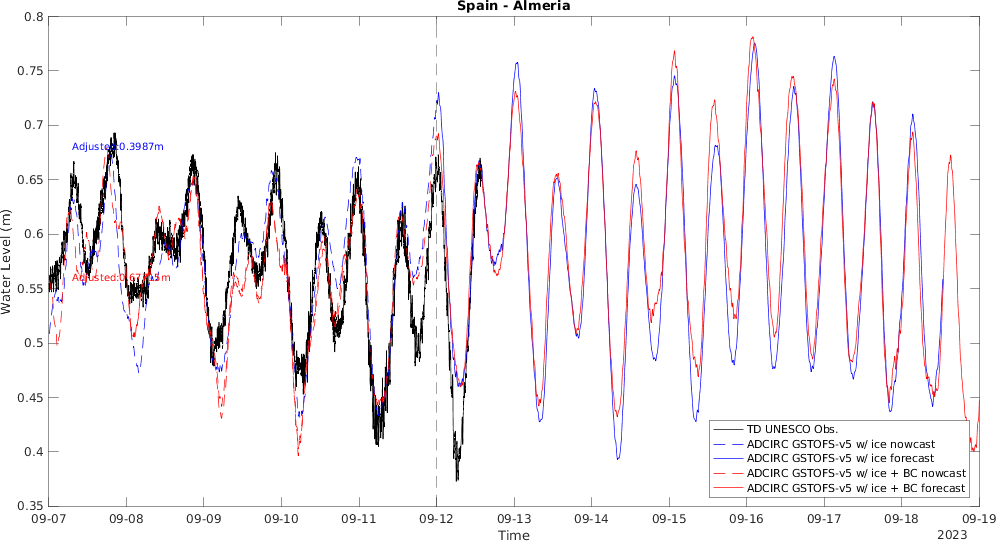 Spain - Almeria
0.8
0.75
0.7
0.65
0.6
0.55
0.5
0.45
0.4
0.35
Water Level (m)
Adjusted:0.3987m
TD UNESCO Obs.
ADCIRC GSTOFS-v5 w/ ice nowcast
ADCIRC GSTOFS-v5 w/ ice forecast
ADCIRC GSTOFS-v5 w/ ice + BC nowcast
ADCIRC GSTOFS-v5 w/ ice + BC forecast
09-07 09-08 09-09 09-10 09-11 09-12 09-13 09-14 09-15 09-16 09-17 09-18 09-19
Time
2023